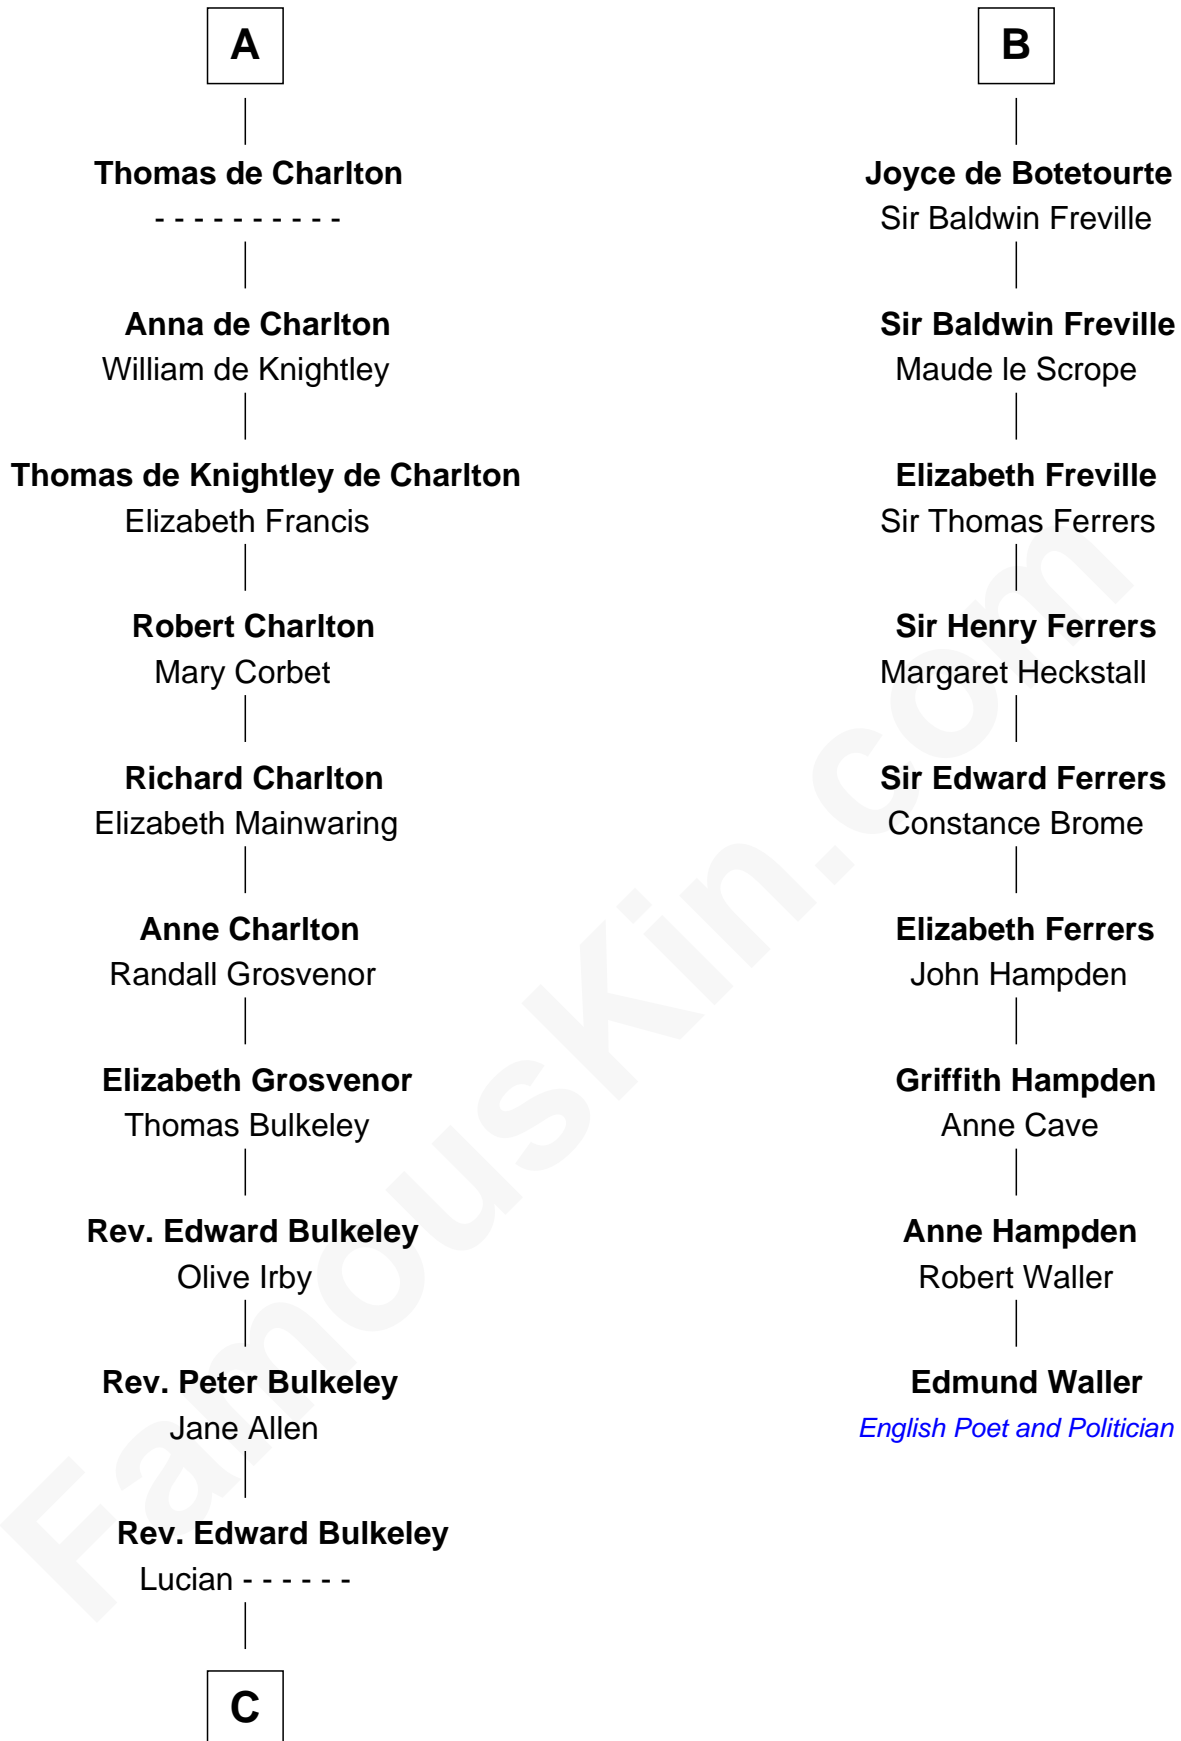 A
Thomas de Charlton
- - - - - - - - - -
Anna de Charlton
William de Knightley
Thomas de Knightley de Charlton
Elizabeth Francis
Robert Charlton
Mary Corbet
Richard Charlton
Elizabeth Mainwaring
Anne Charlton
Randall Grosvenor
Elizabeth Grosvenor
Thomas Bulkeley
Rev. Edward Bulkeley
Olive Irby
Rev. Peter Bulkeley
Jane Allen
Rev. Edward Bulkeley
Lucian - - - - - -
C
B
Joyce de Botetourte
Sir Baldwin Freville
Sir Baldwin Freville
Maude le Scrope
Elizabeth Freville
Sir Thomas Ferrers
Sir Henry Ferrers
Margaret Heckstall
Sir Edward Ferrers
Constance Brome
Elizabeth Ferrers
John Hampden
Griffith Hampden
Anne Cave
Anne Hampden
Robert Waller
Edmund Waller
English Poet and Politician
FamousKin.com